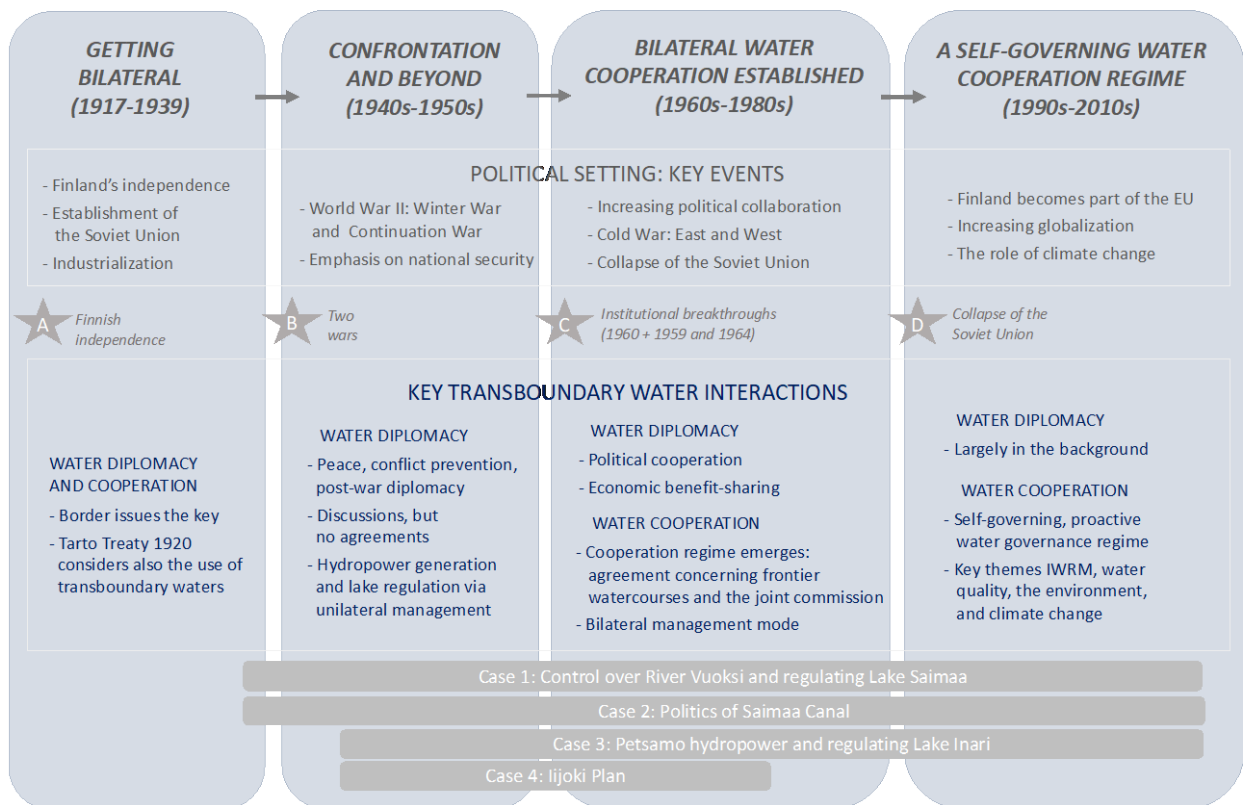 GETTING
BILATERAL
(1917-1939)
CONFRONTATION
AND BEYOND
(1940s-1950s)
BILATERAL WATER
COOPERATION ESTABLISHED
(1960s-1980s)
A SELF-GOVERNING WATER
COOPERATION REGIME
(1990s-2010s)
POLITICAL SETTING: KEY EVENTS
- Finland's independence
- Establishment of
the Soviet Union
- Industrialization
- World War II: Winter War
and Continuation War
- Emphasis on national security
- Increasing political collaboration
- Cold War: East and West
- Collapse of the Soviet Union
- Finland becomes part of the EU
- Increasing globalization
- The role of climate change
A
Finnish
independence
B
Two
wars
C
Institutional breakthroughs
(1960 + 1959 and 1964)
D
Collapse of the
Soviet Union
KEY TRANSBOUNDARY WATER INTERACTIONS
WATER DIPLOMACY
AND COOPERATION
- Border issues the key
- Tarto Treaty 1920
considers also the use of
transboundary waters
WATER DIPLOMACY
- Peace, conflict prevention,
post-war diplomacy
- Discussions, but
no agreements
- Hydropower generation
and lake regulation via
unilateral management
WATER DIPLOMACY
- Political cooperation
- Economic benefit-sharing
WATER COOPERATION
- Cooperation regime emerges:
agreement concerning frontier
watercourses and the joint commission
- Bilateral management mode
WATER DIPLOMACY
- Largely in the background
WATER COOPERATION
- Self-governing, proactive
water governance regime
- Key themes IWRM, water
quality, the environment,
and climate change
Case 1: Control over River Vuoksi and regulating Lake Saimaa
Case 2: Politics of Saimaa Canal
Case 3: Petsamo hydropower and regulating Lake Inari
Case 4: Iijoki Plan